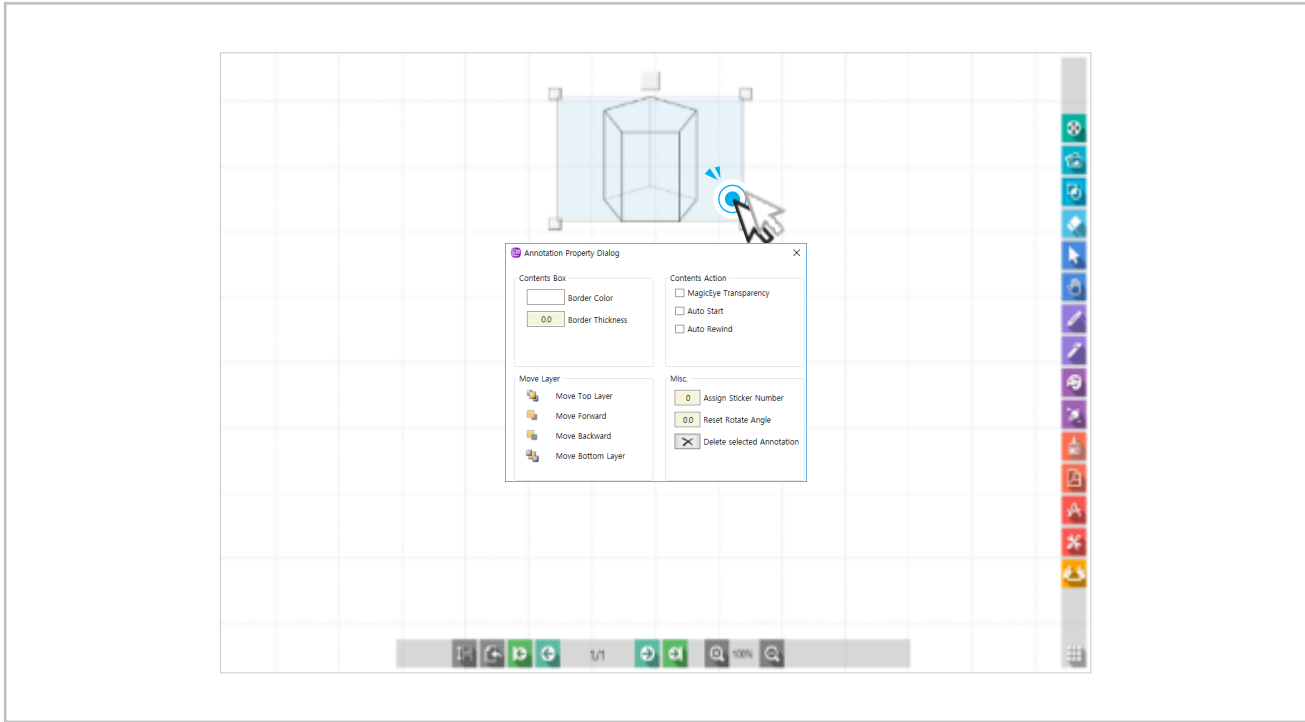 Annotation Property Dialog
Contents Box
Border Color
0.0 Border Thickness
Contents Action
MagicEye Transparency
Auto Start
Auto Rewind
Move Layer
Move Top Layer
Move Forward
Move Backward
Move Bottom Layer
Misc.
0 Assign Sticker Number
0.0 Reset Rotate Angle
Delete selected Annotation
1/1
100%